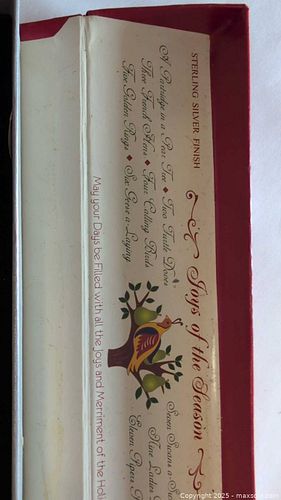 STERLING SILVER FINISH
Joys of the Season
A Partridge in a Pear Tree ♦ Two Turtle Doves
Three French Hens ♦ Four Calling Birds
Five Golden Rings ♦ Six Geese a-Laying
Seven Swans a-S
Nine Ladies
Eleven Pipers P
May your Days be Filled with all the Joys and Merriment of the Hol
Copyright 2025 - maxsold.com